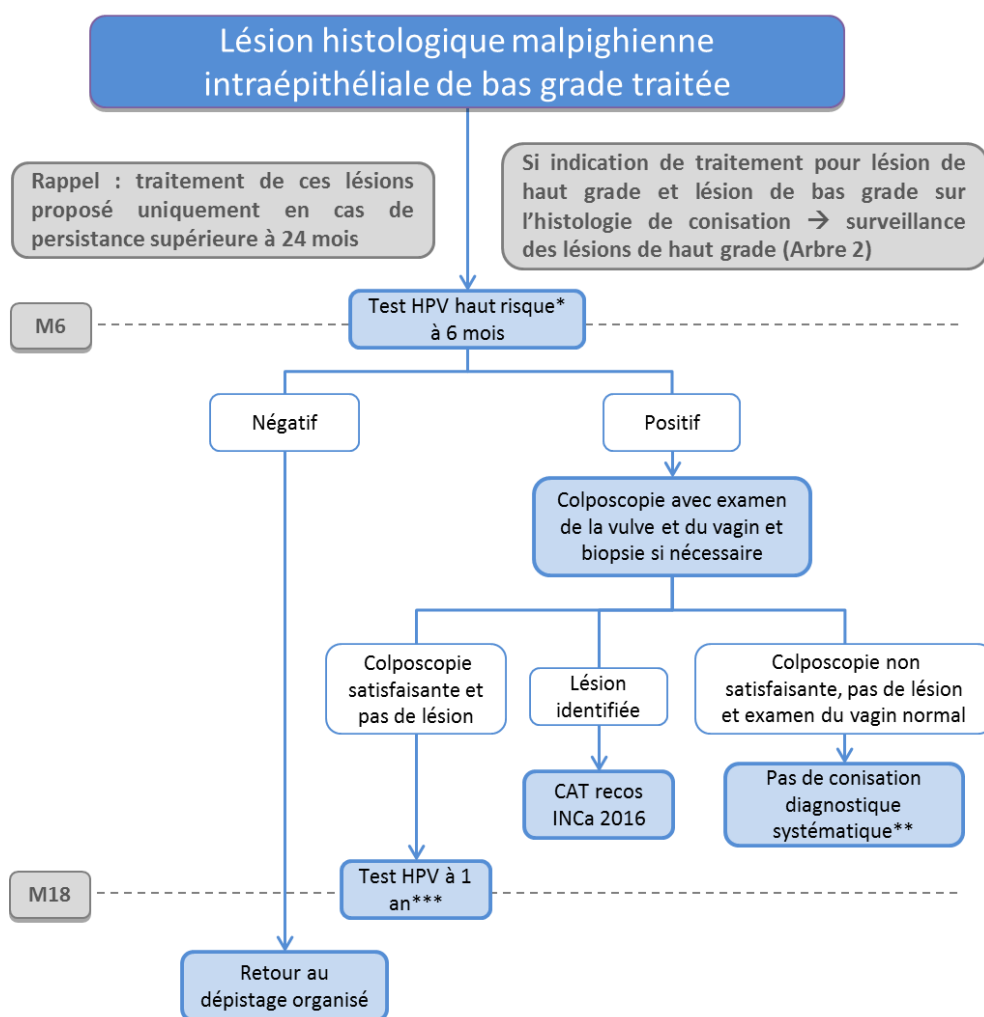 Lésion histologique malpighienne
intraépithéliale de bas grade traitée
Rappel : traitement de ces lésions
proposé uniquement en cas de
persistance supérieure à 24 mois
Si indication de traitement pour lésion de
haut grade et lésion de bas grade sur
l’histologie de conisation → surveillance
des lésions de haut grade (Arbre 2)
M6
Test HPV haut risque*
à 6 mois
Négatif
Positif
Colposcopie avec examen
de la vulve et du vagin et
biopsie si nécessaire
Colposcopie
satisfaisante et
pas de lésion
Lésion
identifiée
Colposcopie non
satisfaisante, pas de lésion
et examen du vagin normal
CAT recos
INCa 2016
Pas de conisation
diagnostique
systématique**
M18
Test HPV à 1
an***
Retour au
dépistage organisé